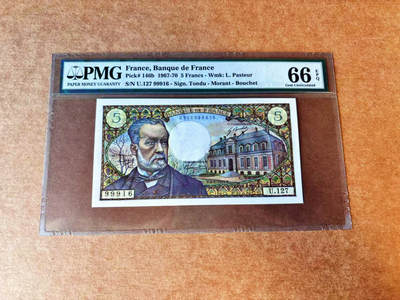 PMG
PAPER MONEY GUARANTY
France, Banque de France
Pick# 146b 1967-70 5 Francs - Wmk: L. Pasteur
S/N U.127 99916 - Sign. Tondu - Morant - Bouchet
66 EPQ
Gem Uncirculated
5
5
99916
U.127